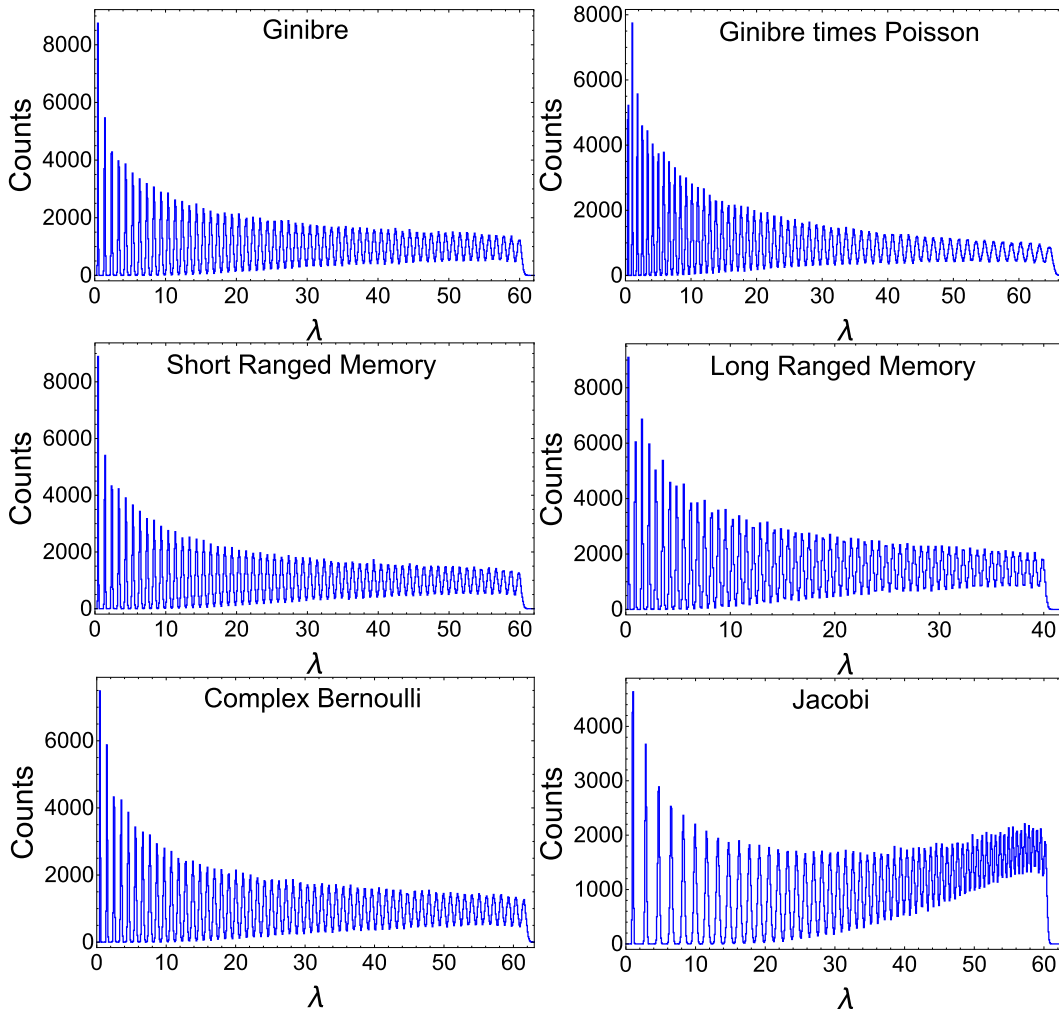 Ginibre
Counts
8000
6000
4000
2000
0
0 10 20 30 40 50 60
λ
Ginibre times Poisson
Counts
8000
6000
4000
2000
0
0 10 20 30 40 50 60
λ
Short Ranged Memory
Counts
8000
6000
4000
2000
0
0 10 20 30 40 50 60
λ
Long Ranged Memory
Counts
8000
6000
4000
2000
0
0 10 20 30 40
λ
Complex Bernoulli
Counts
6000
4000
2000
0
0 10 20 30 40 50 60
λ
Jacobi
Counts
4000
3000
2000
1000
0
0 10 20 30 40 50 60
λ